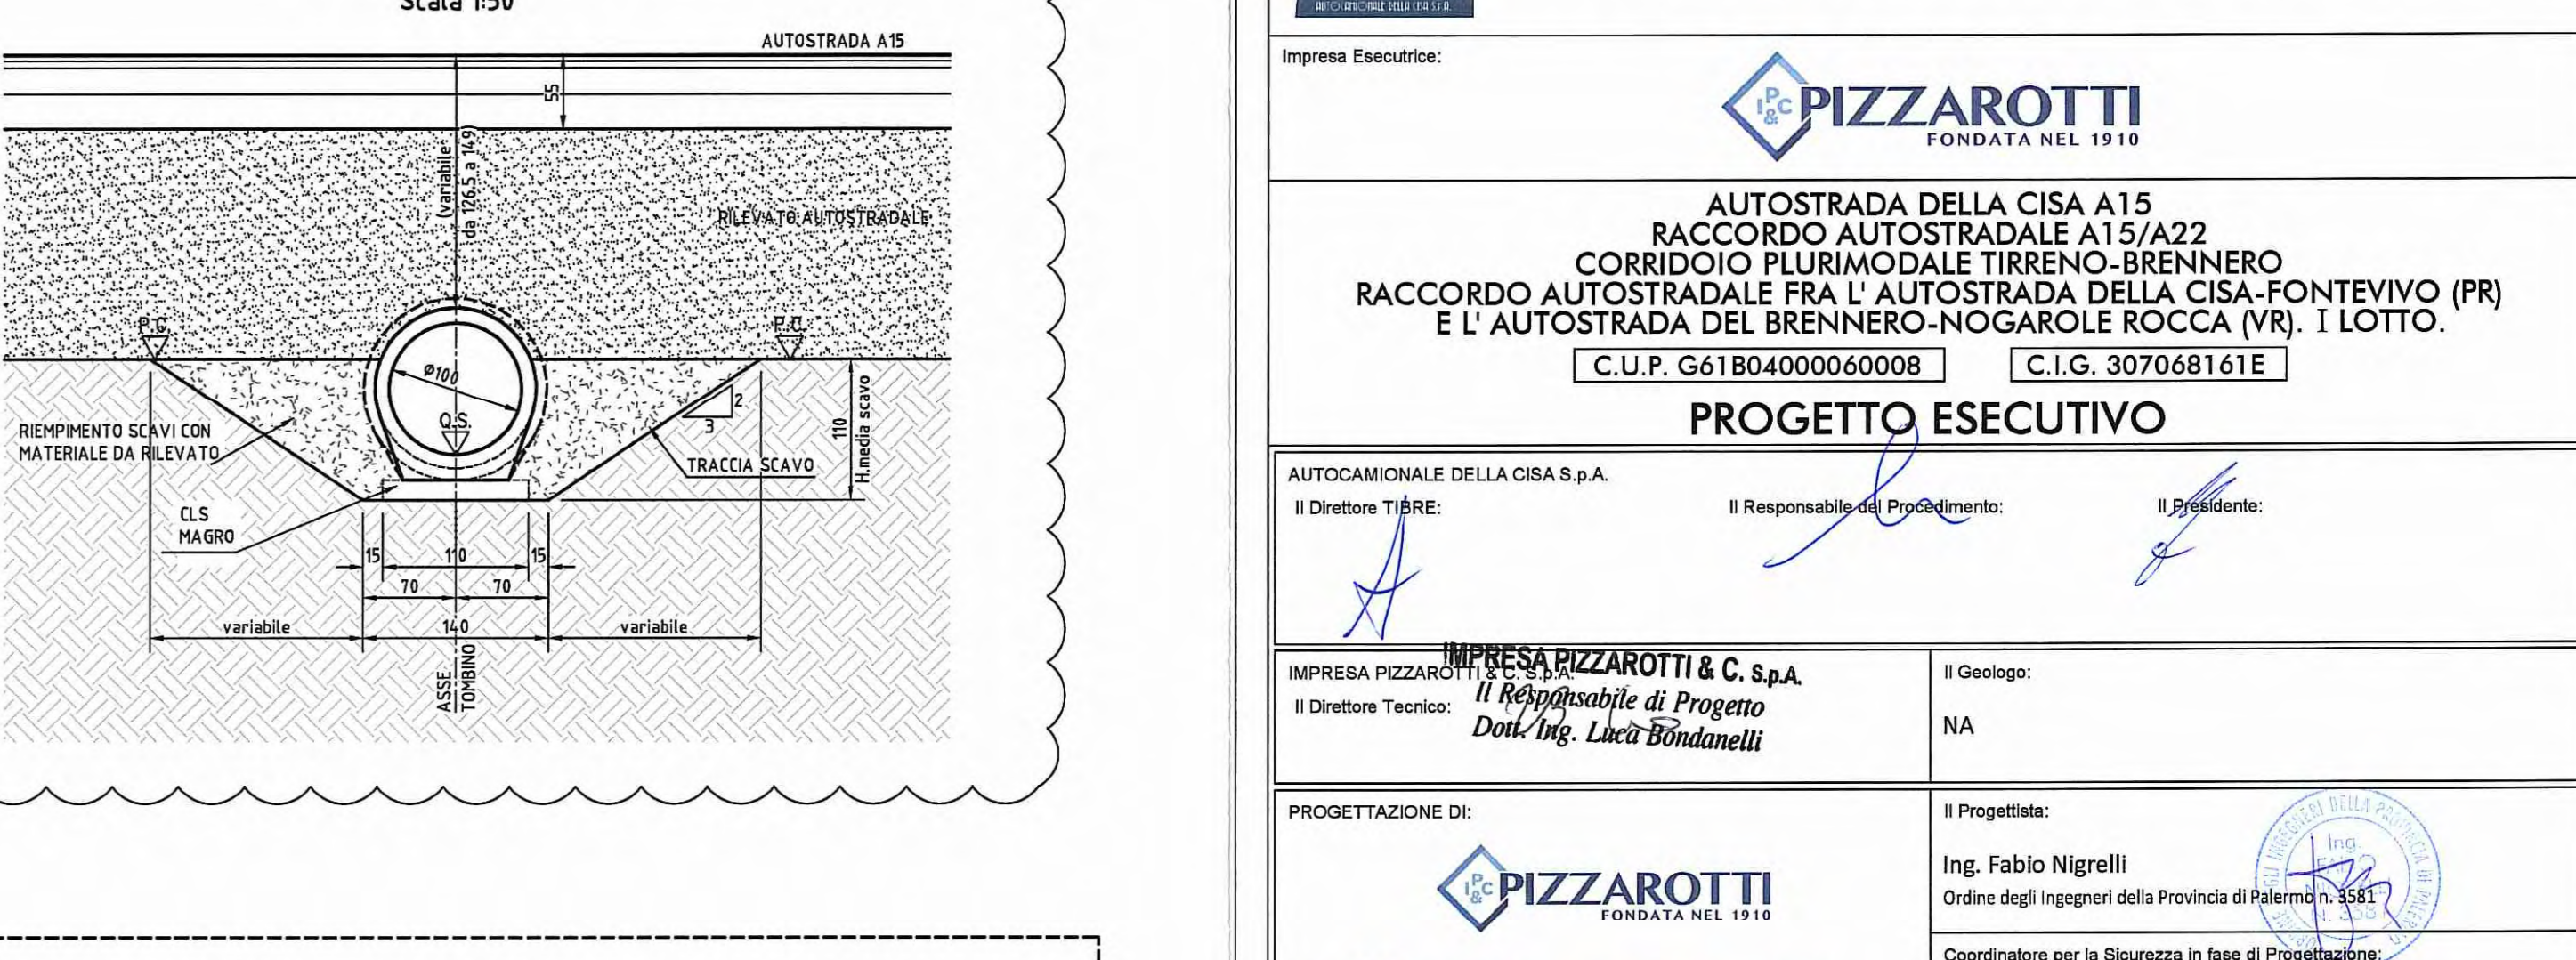 Scala 1:50
AUTOSTRADA A15
55
(variabile
da 126.5 a 149)
RILEVATO AUTOSTRADALE
P.C.
P.C.
Ø100
Q.S.
2
3
110
H.media scavo
RIEMPIMENTO SCAVI CON
MATERIALE DA RILEVATO
TRACCIA SCAVO
CLS
MAGRO
15
110
15
70
70
variabile
140
variabile
ASSE
TOMBINO
AUTOCAMIONALE DELLA CISA S.P.A.
Impresa Esecutrice:
I P & C PIZZAROTTI
FONDATA NEL 1910
AUTOSTRADA DELLA CISA A15
RACCORDO AUTOSTRADALE A15/A22
CORRIDOIO PLURIMODALE TIRRENO-BRENNERO
RACCORDO AUTOSTRADALE FRA L' AUTOSTRADA DELLA CISA-FONTEVIVO (PR)
E L' AUTOSTRADA DEL BRENNERO-NOGAROLE ROCCA (VR). I LOTTO.
C.U.P. G61B04000060008
C.I.G. 307068161E
PROGETTO ESECUTIVO
AUTOCAMIONALE DELLA CISA S.p.A.
Il Direttore TIBRE:
Il Responsabile del Procedimento:
Il Presidente:
IMPRESA PIZZAROTTI & C. S.p.A.
Il Direttore Tecnico:
IMPRESA PIZZAROTTI & C. S.p.A.
Il Responsabile di Progetto
Dott. Ing. Luca Bondanelli
Il Geologo:
NA
PROGETTAZIONE DI:
I P & C PIZZAROTTI
FONDATA NEL 1910
Il Progettista:
Ing. Fabio Nigrelli
Ordine degli Ingegneri della Provincia di Palermo n. 3581
Coordinatore per la Sicurezza in fase di Progettazione: